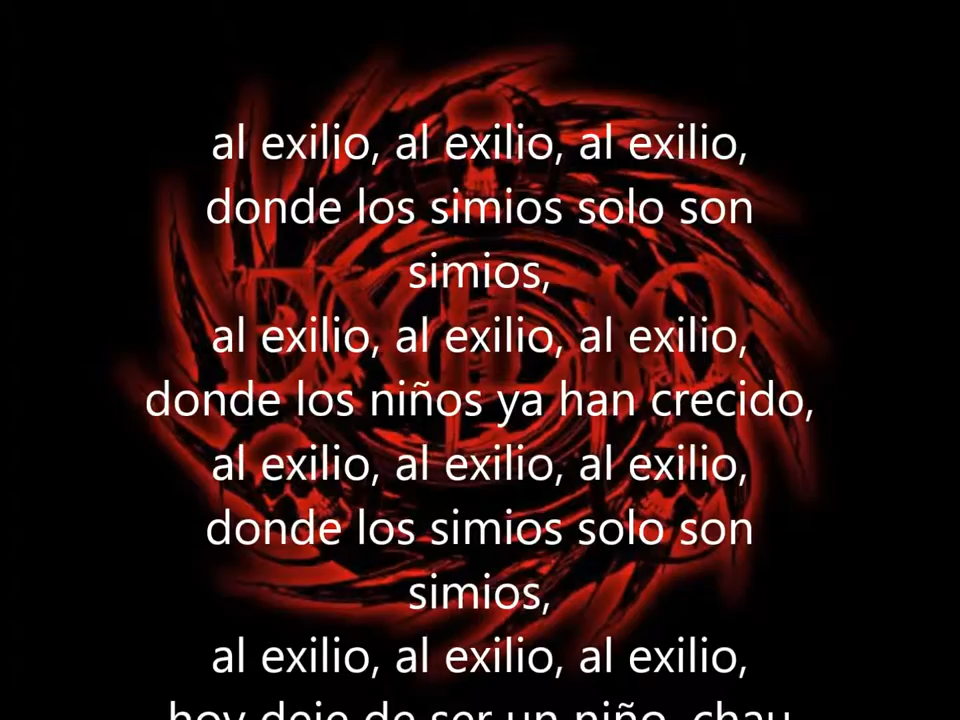 al exilio, al exilio, al exilio,
donde los simios solo son
simios,
al exilio, al exilio, al exilio,
donde los niños ya han crecido,
al exilio, al exilio, al exilio,
donde los simios solo son
simios,
al exilio, al exilio, al exilio,
hoy deje de ser un niño, chau
EXILIO